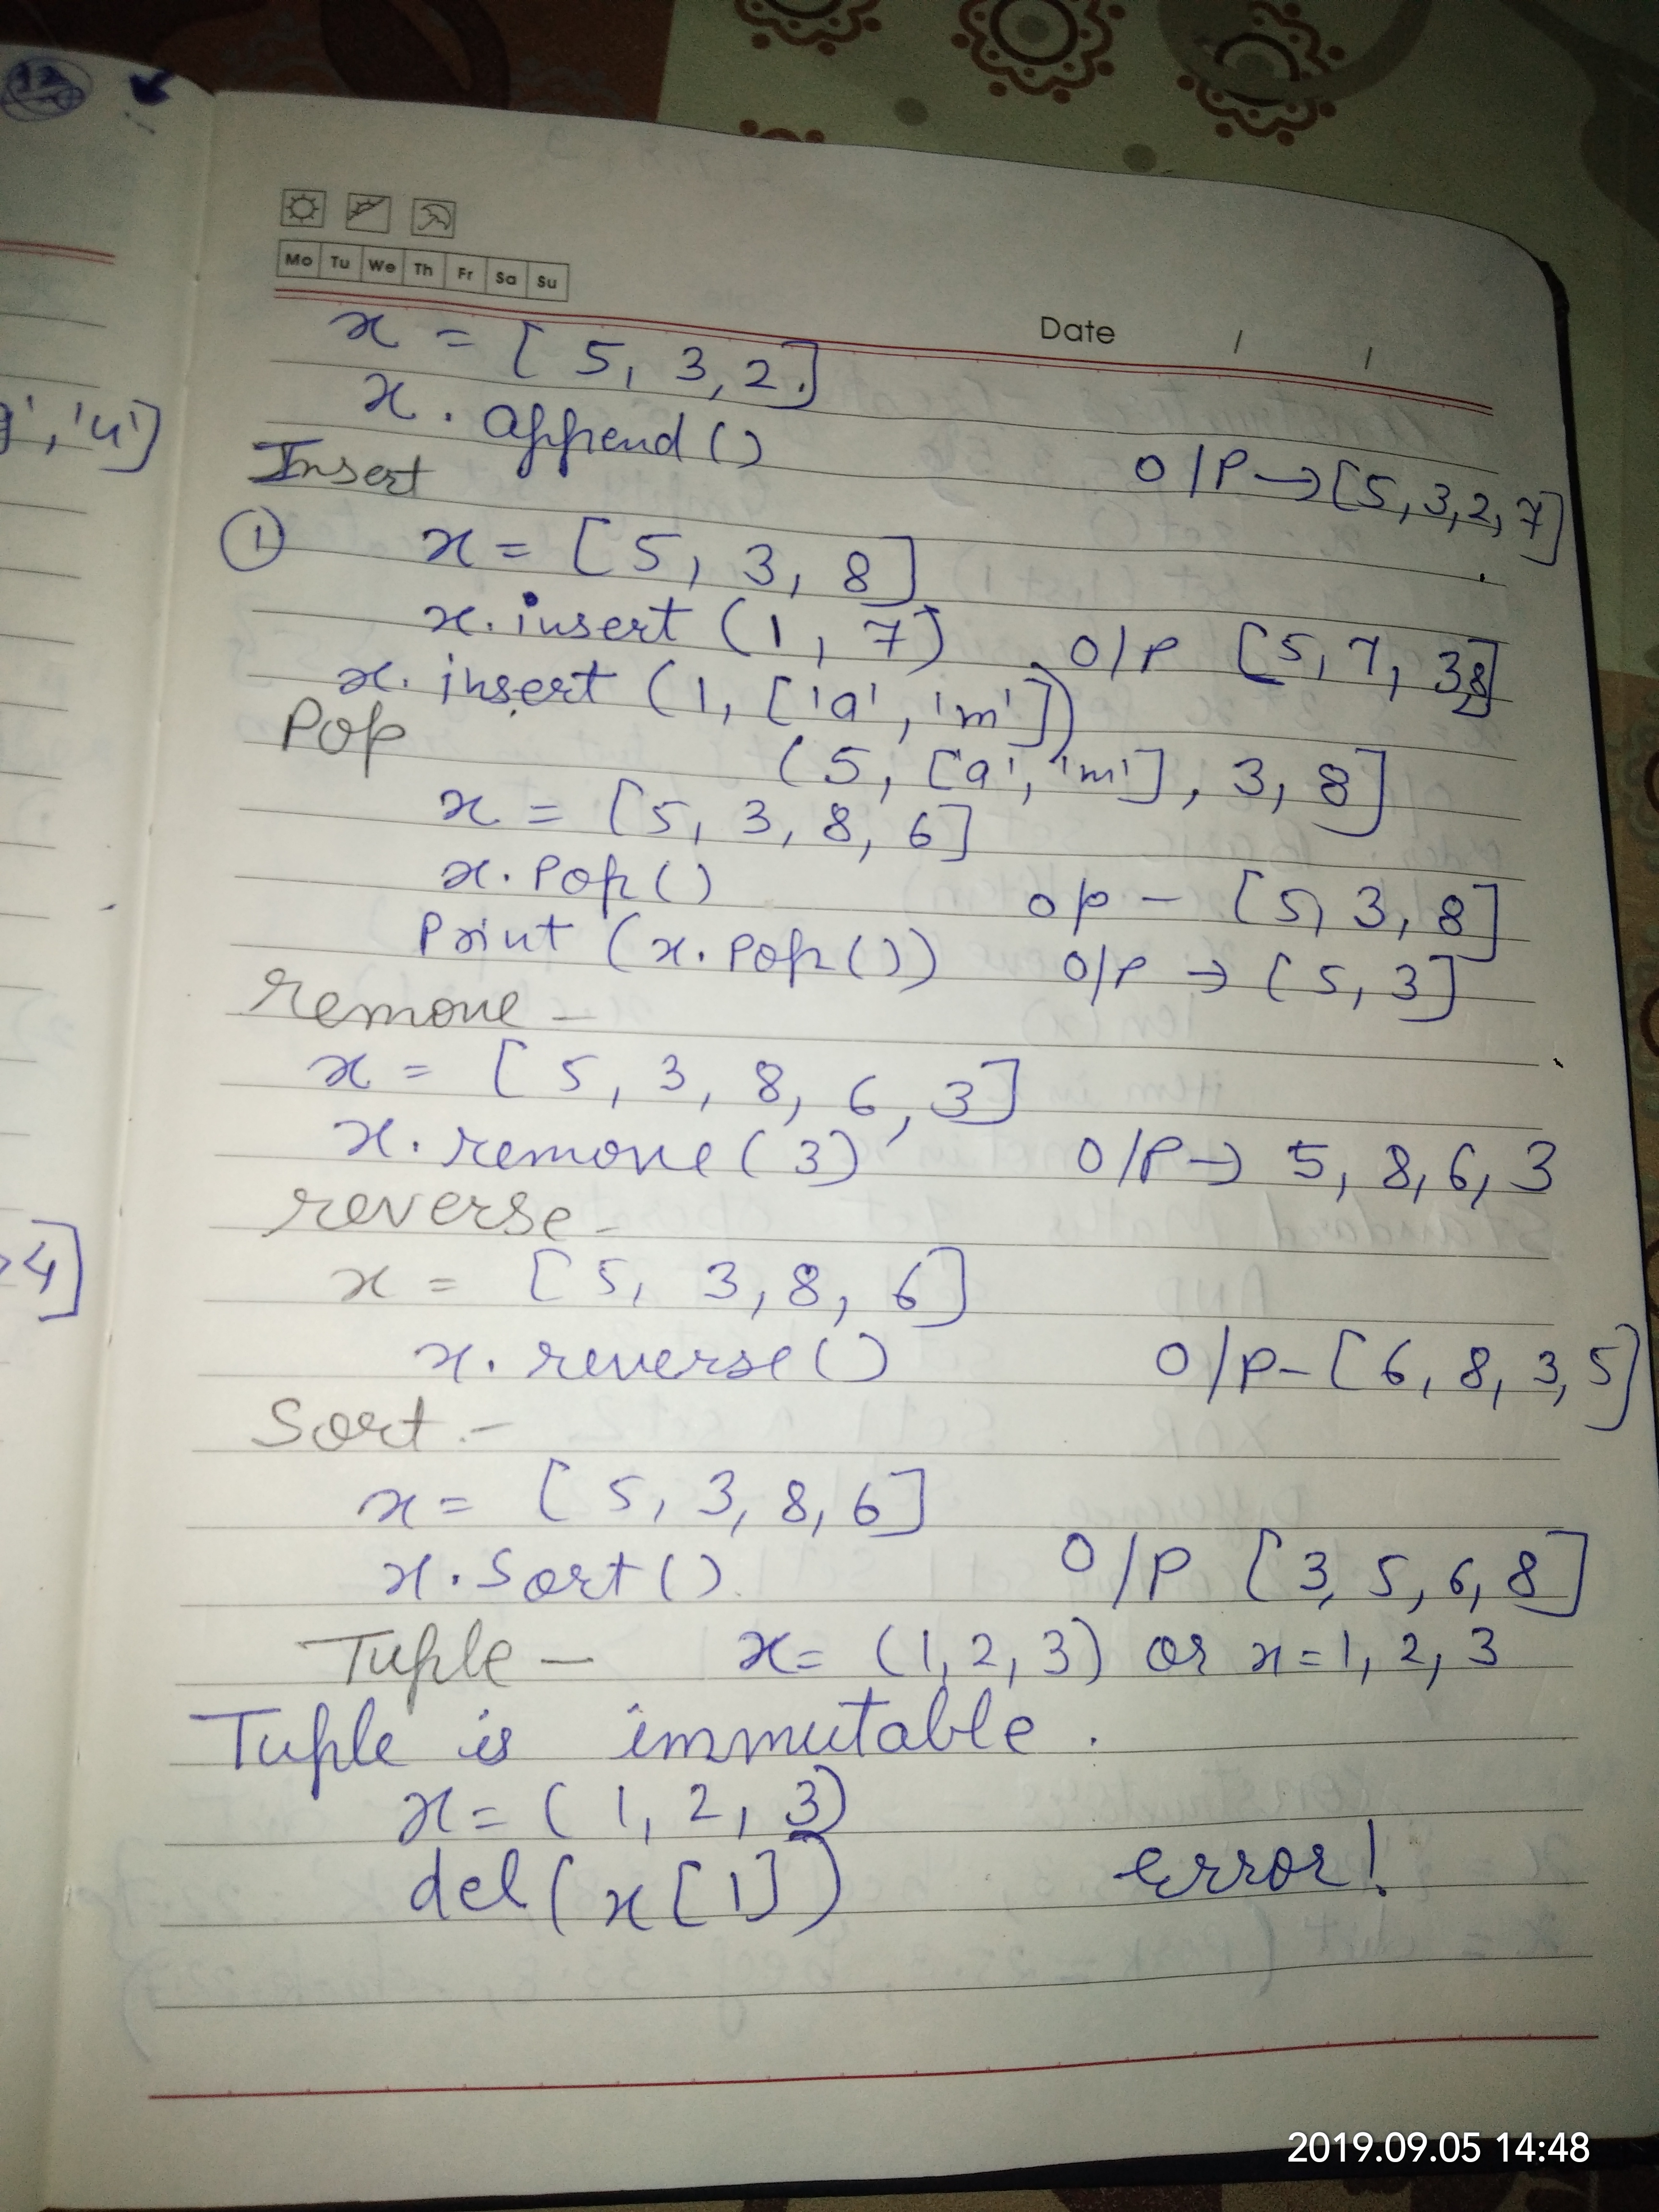 Mo Tu We Th Fr Sa Su
Date / /
x = [ 5, 3, 2.]
x . append ()
O/P → [5, 3, 2, 7]
Insert
① x = [ 5, 3, 8 ]
x. insert ( 1, 7 ) O/P [5, 7, 3,8]
x. insert ( 1, ['a', 'm'])
(5, [a', 'm'], 3, 8]
Pop
x = [5, 3, 8, 6]
x. Pop () op - [5, 3, 8]
Print (x. Pop ()) O/P → [5, 3]
remove -
x = [ 5, 3, 8, 6, 3]
x. remove ( 3 ) O/P → 5, 8, 6, 3
reverse -
x = [ 5, 3, 8, 6]
x. reverse () O/P - [6, 8, 3, 5]
Sort -
x = [ 5, 3, 8, 6]
x. Sort () O/P [3, 5, 6, 8]
Tuple - x = (1, 2, 3) or x = 1, 2, 3
Tuple is immutable .
x = ( 1, 2, 3)
del ( x [1]) error!
', 'u']
4]
2019.09.05 14:48